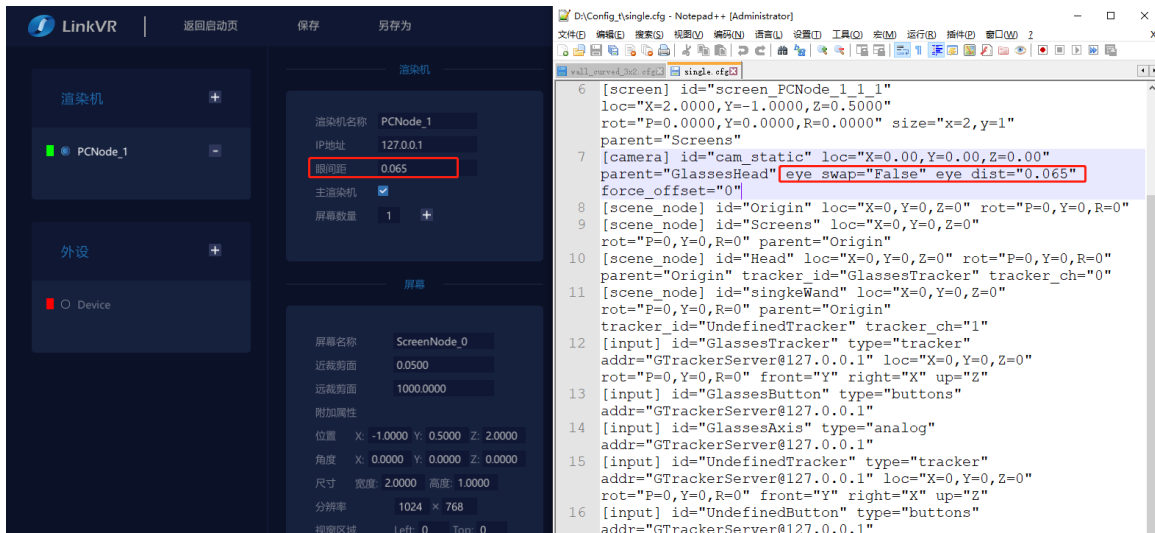 LinkVR
返回启动页
保存
另存为
渲染机
PCNode_1
外设
Device
渲染机
渲染机名称 PCNode_1
IP地址 127.0.0.1
眼间距 0.065
主渲染机
屏幕数量 1
屏幕
屏幕名称 ScreenNode_0
近裁剪面 0.0500
远裁剪面 1000.0000
附加属性
位置 X: -1.0000 Y: 0.5000 Z: 2.0000
角度 X: 0.0000 Y: 0.0000 Z: 0.0000
尺寸 宽度: 2.0000 高度: 1.0000
分辨率 1024 × 768
视窗区域 Left: 0 Top: 0
D:\Config_t\single.cfg - Notepad++ [Administrator]
文件(F) 编辑(E) 搜索(S) 视图(V) 编码(N) 语言(L) 设置(T) 工具(O) 宏(M) 运行(R) 插件(P) 窗口(W) ? X
wall_curved_3x2.cfg
single.cfg
6 [screen] id="screen_PCNode_1_1_1"
loc="X=2.0000,Y=-1.0000,Z=0.5000"
rot="P=0.0000,Y=0.0000,R=0.0000" size="x=2,y=1"
parent="Screens"
7 [camera] id="cam_static" loc="X=0.00,Y=0.00,Z=0.00"
parent="GlassesHead" eye_swap="False" eye_dist="0.065"
force_offset="0"
8 [scene_node] id="Origin" loc="X=0,Y=0,Z=0" rot="P=0,Y=0,R=0"
9 [scene_node] id="Screens" loc="X=0,Y=0,Z=0"
rot="P=0,Y=0,R=0" parent="Origin"
10 [scene_node] id="Head" loc="X=0,Y=0,Z=0" rot="P=0,Y=0,R=0"
parent="Origin" tracker_id="GlassesTracker" tracker_ch="0"
11 [scene_node] id="singkeWand" loc="X=0,Y=0,Z=0"
rot="P=0,Y=0,R=0" parent="Origin"
tracker_id="UndefinedTracker" tracker_ch="1"
12 [input] id="GlassesTracker" type="tracker"
addr="GTrackerServer@127.0.0.1" loc="X=0,Y=0,Z=0"
rot="P=0,Y=0,R=0" front="Y" right="X" up="Z"
13 [input] id="GlassesButton" type="buttons"
addr="GTrackerServer@127.0.0.1"
14 [input] id="GlassesAxis" type="analog"
addr="GTrackerServer@127.0.0.1"
15 [input] id="UndefinedTracker" type="tracker"
addr="GTrackerServer@127.0.0.1" loc="X=0,Y=0,Z=0"
rot="P=0,Y=0,R=0" front="Y" right="X" up="Z"
16 [input] id="UndefinedButton" type="buttons"
addr="GTrackerServer@127.0.0.1"